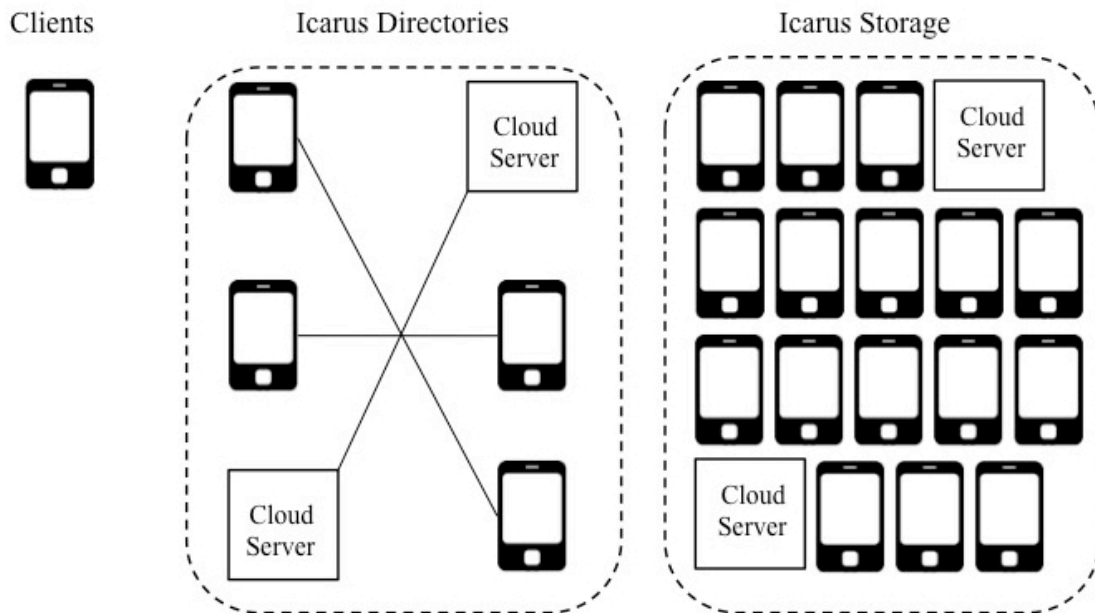 Clients
Icarus Directories
Icarus Storage
Cloud
Server
Cloud
Server
Cloud
Server
Cloud
Server